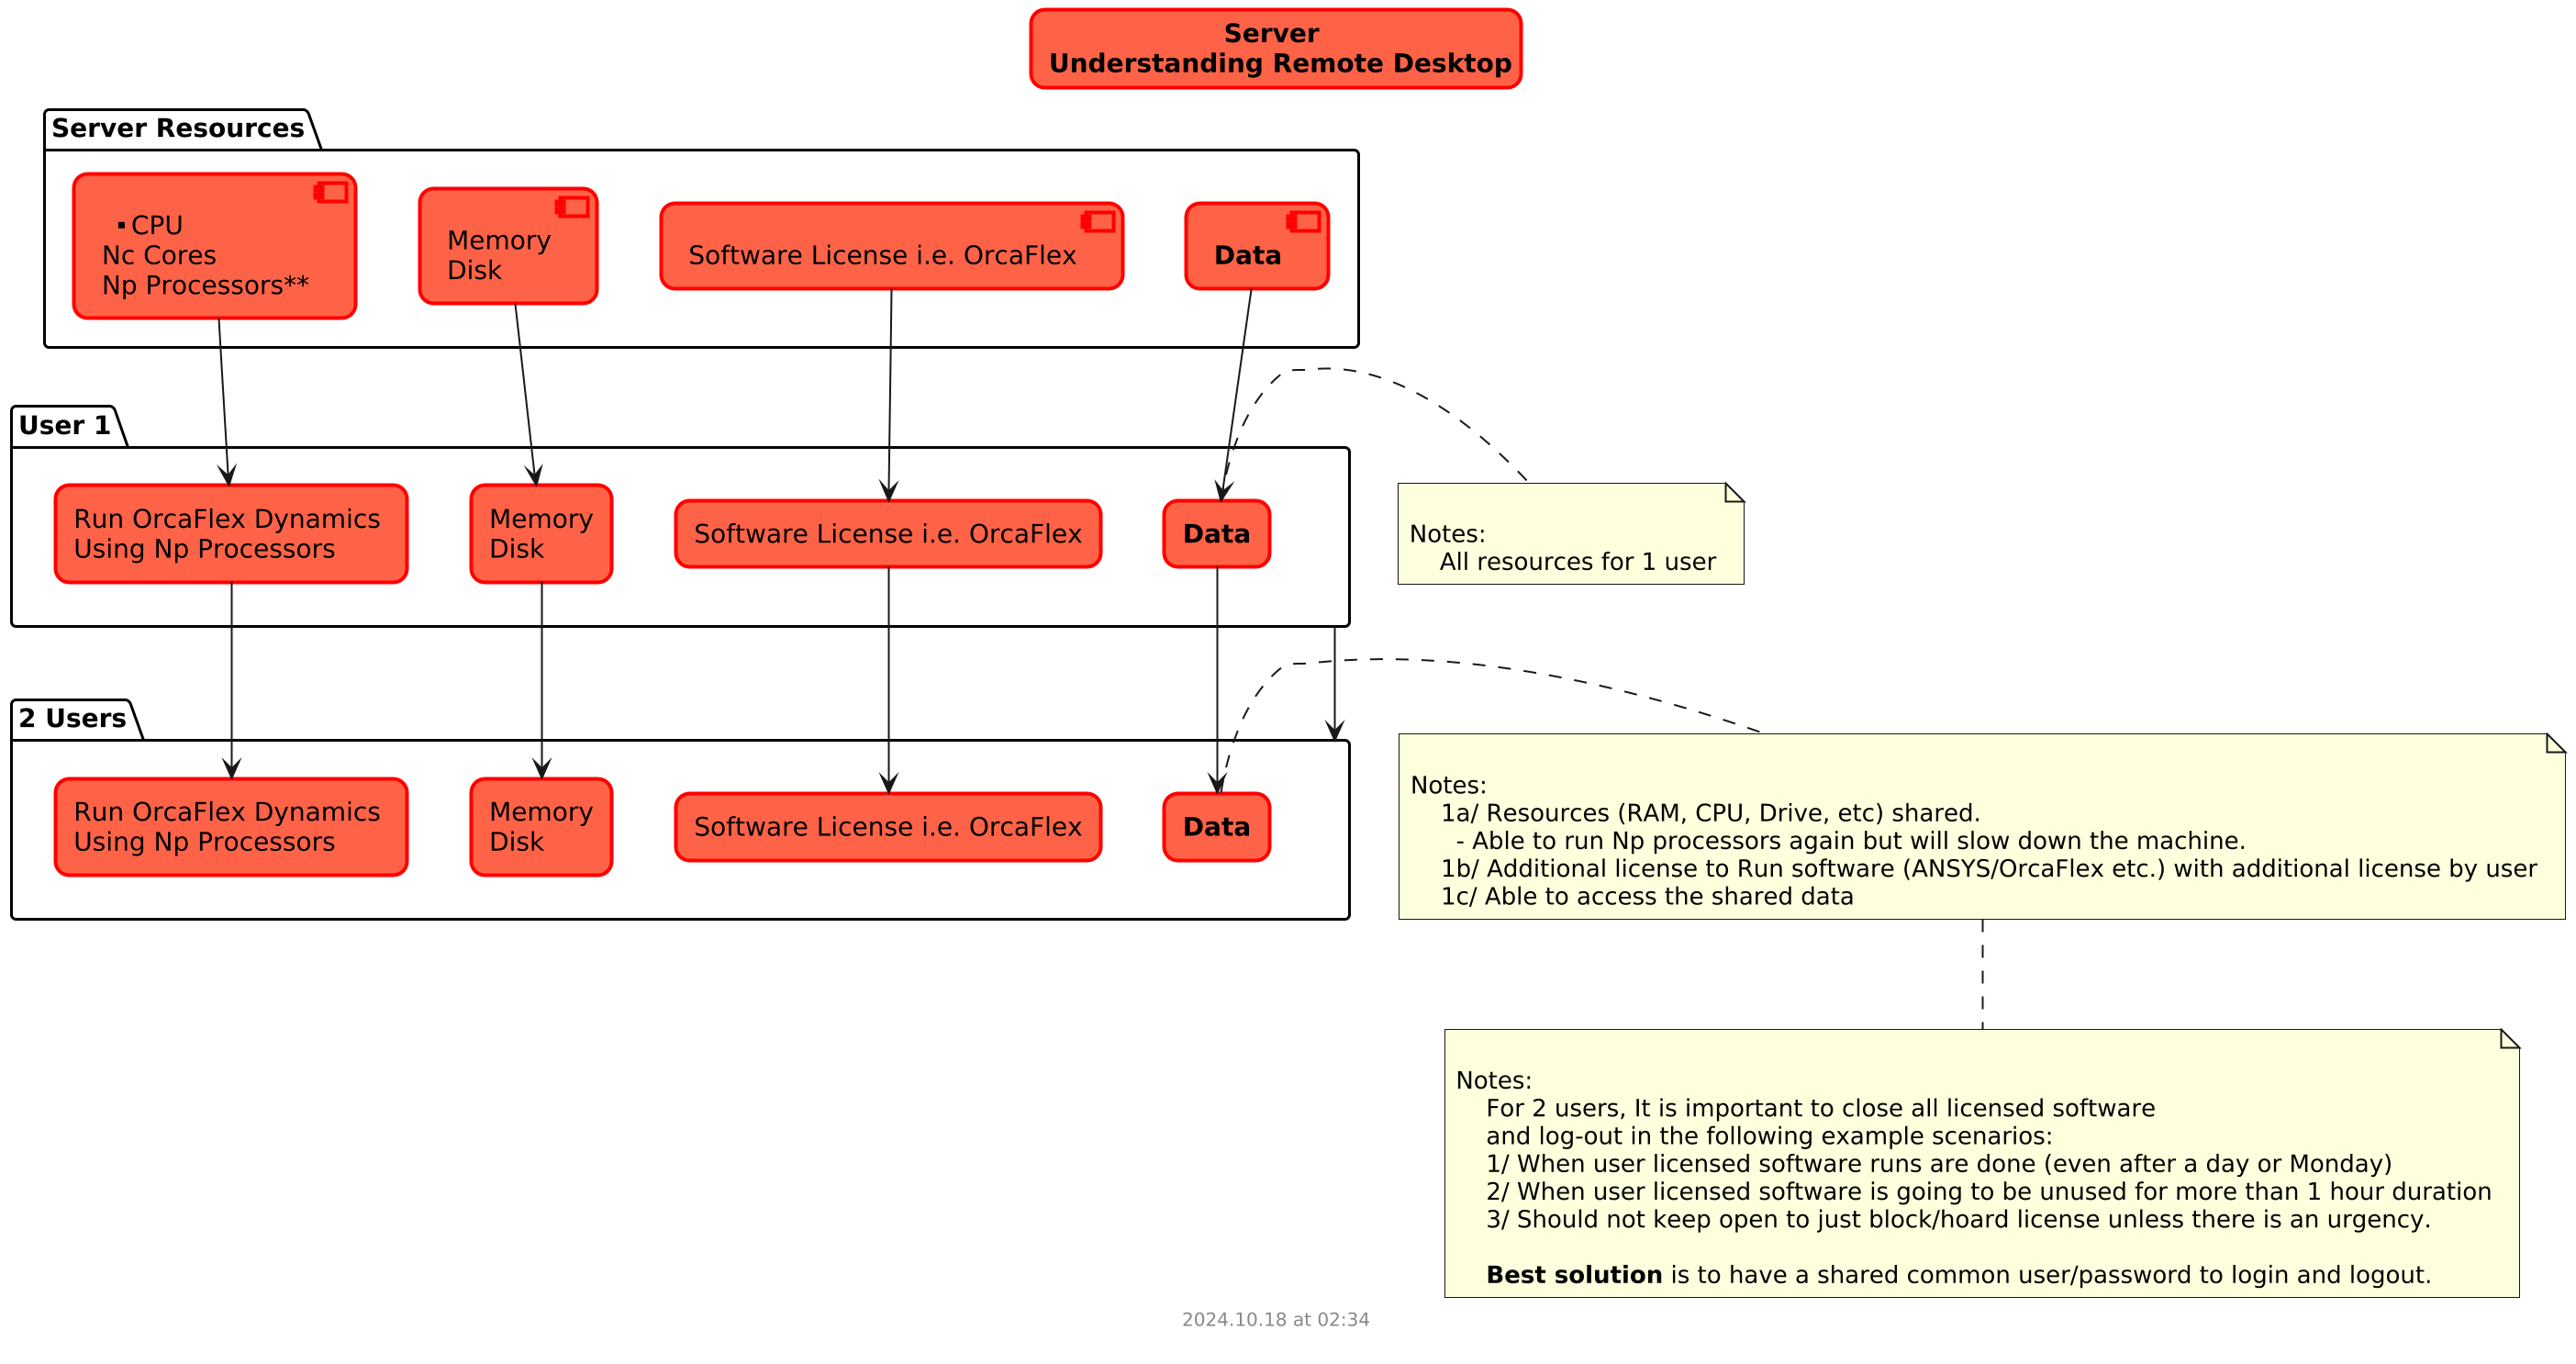 Server
Understanding Remote Desktop
Server Resources
▪ CPU
Nc Cores
Np Processors**
Memory
Disk
Software License i.e. OrcaFlex
Data
User 1
Run OrcaFlex Dynamics
Using Np Processors
Memory
Disk
Software License i.e. OrcaFlex
Data
Notes:
All resources for 1 user
2 Users
Run OrcaFlex Dynamics
Using Np Processors
Memory
Disk
Software License i.e. OrcaFlex
Data
Notes:
1a/ Resources (RAM, CPU, Drive, etc) shared.
- Able to run Np processors again but will slow down the machine.
1b/ Additional license to Run software (ANSYS/OrcaFlex etc.) with additional license by user
1c/ Able to access the shared data
Notes:
For 2 users, It is important to close all licensed software
and log-out in the following example scenarios:
1/ When user licensed software runs are done (even after a day or Monday)
2/ When user licensed software is going to be unused for more than 1 hour duration
3/ Should not keep open to just block/hoard license unless there is an urgency.
Best solution is to have a shared common user/password to login and logout.
2024.10.18 at 02:34